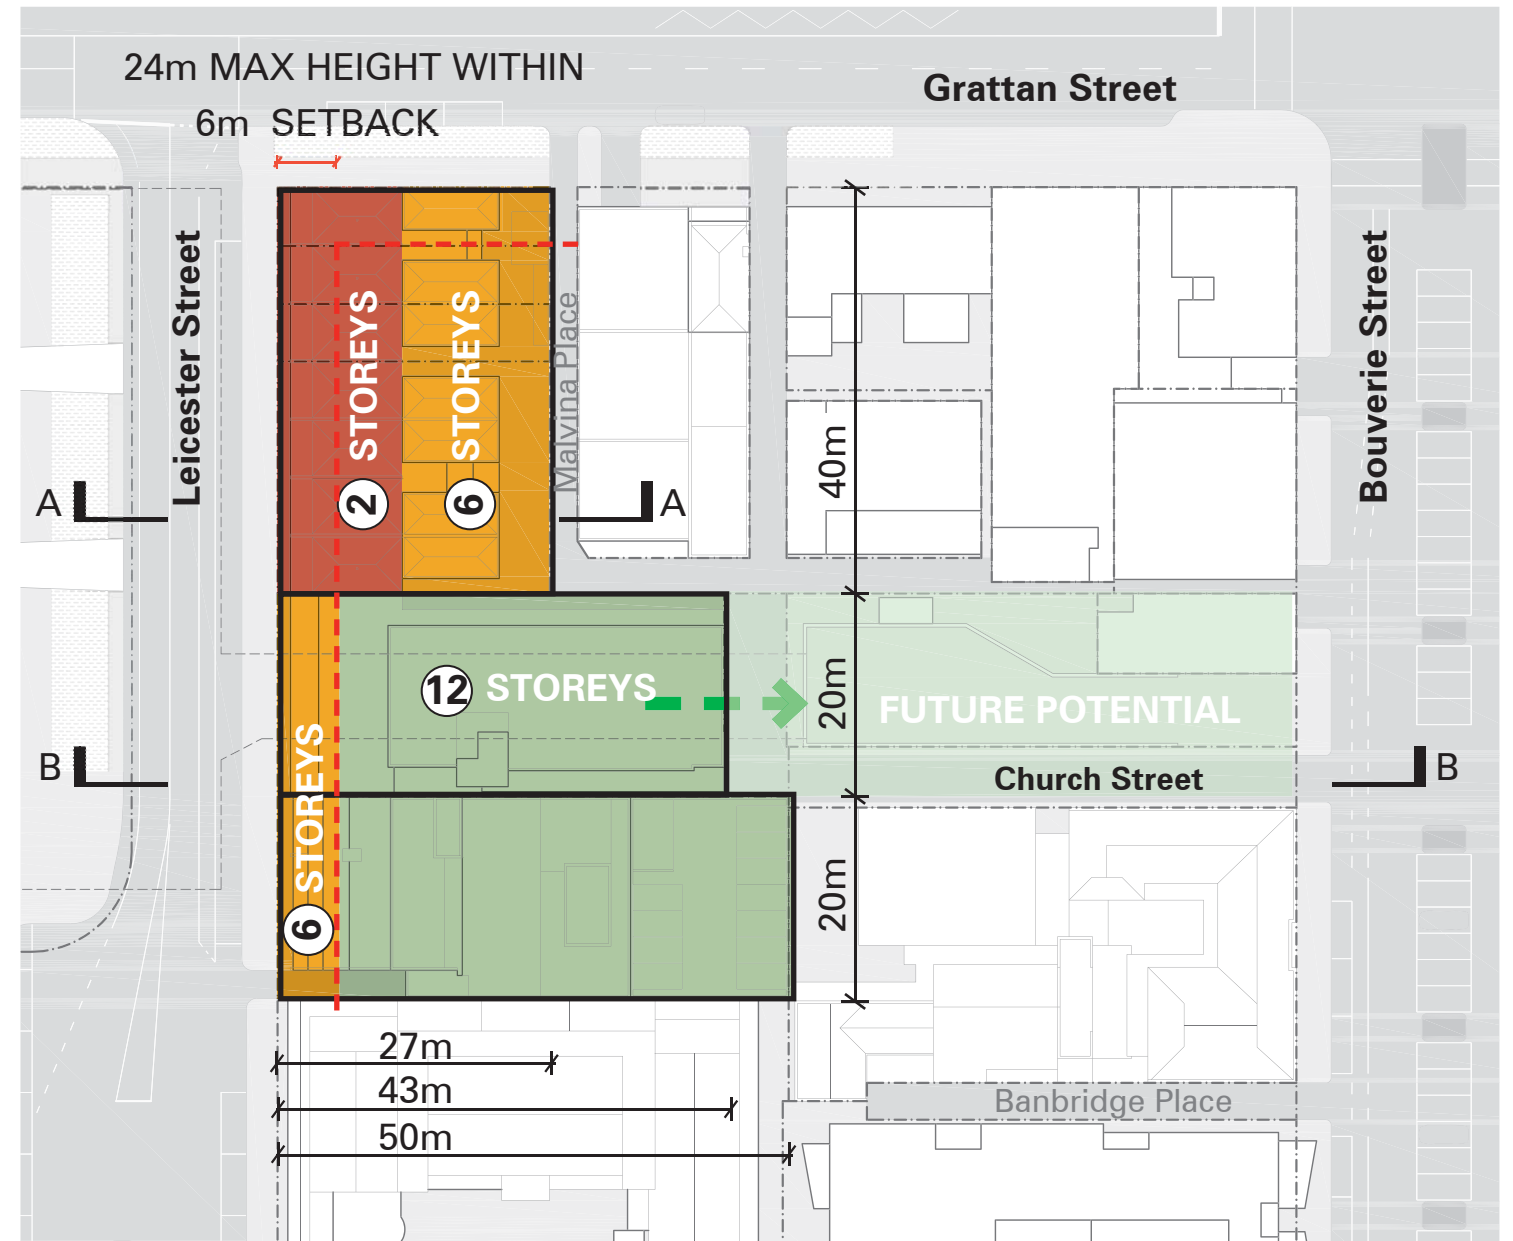 24m MAX HEIGHT WITHIN
6m SETBACK
Grattan Street
Leicester Street
Bouverie Street
2 STOREYS
6 STOREYS
Malvina Place
40m
A
A
12 STOREYS
20m
FUTURE POTENTIAL
B
Church Street
B
6 STOREYS
20m
27m
43m
50m
Banbridge Place